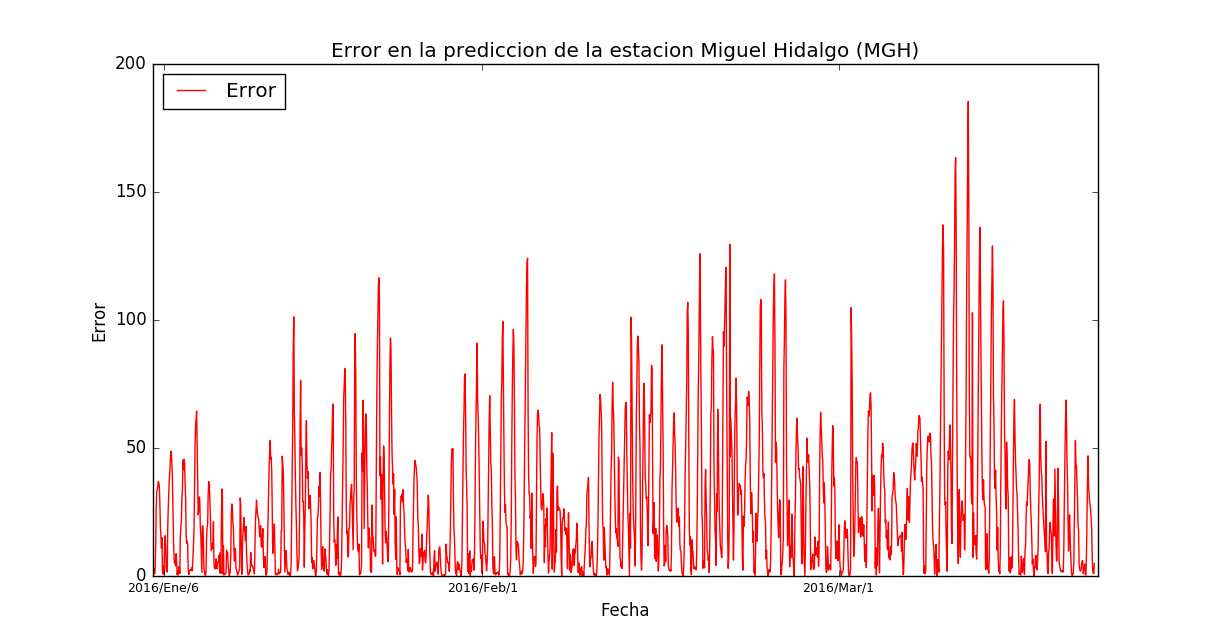 Error en la prediccion de la estacion Miguel Hidalgo (MGH)
200
Error
150
100
50
0
Error
2016/Ene/6
2016/Feb/1
2016/Mar/1
Fecha